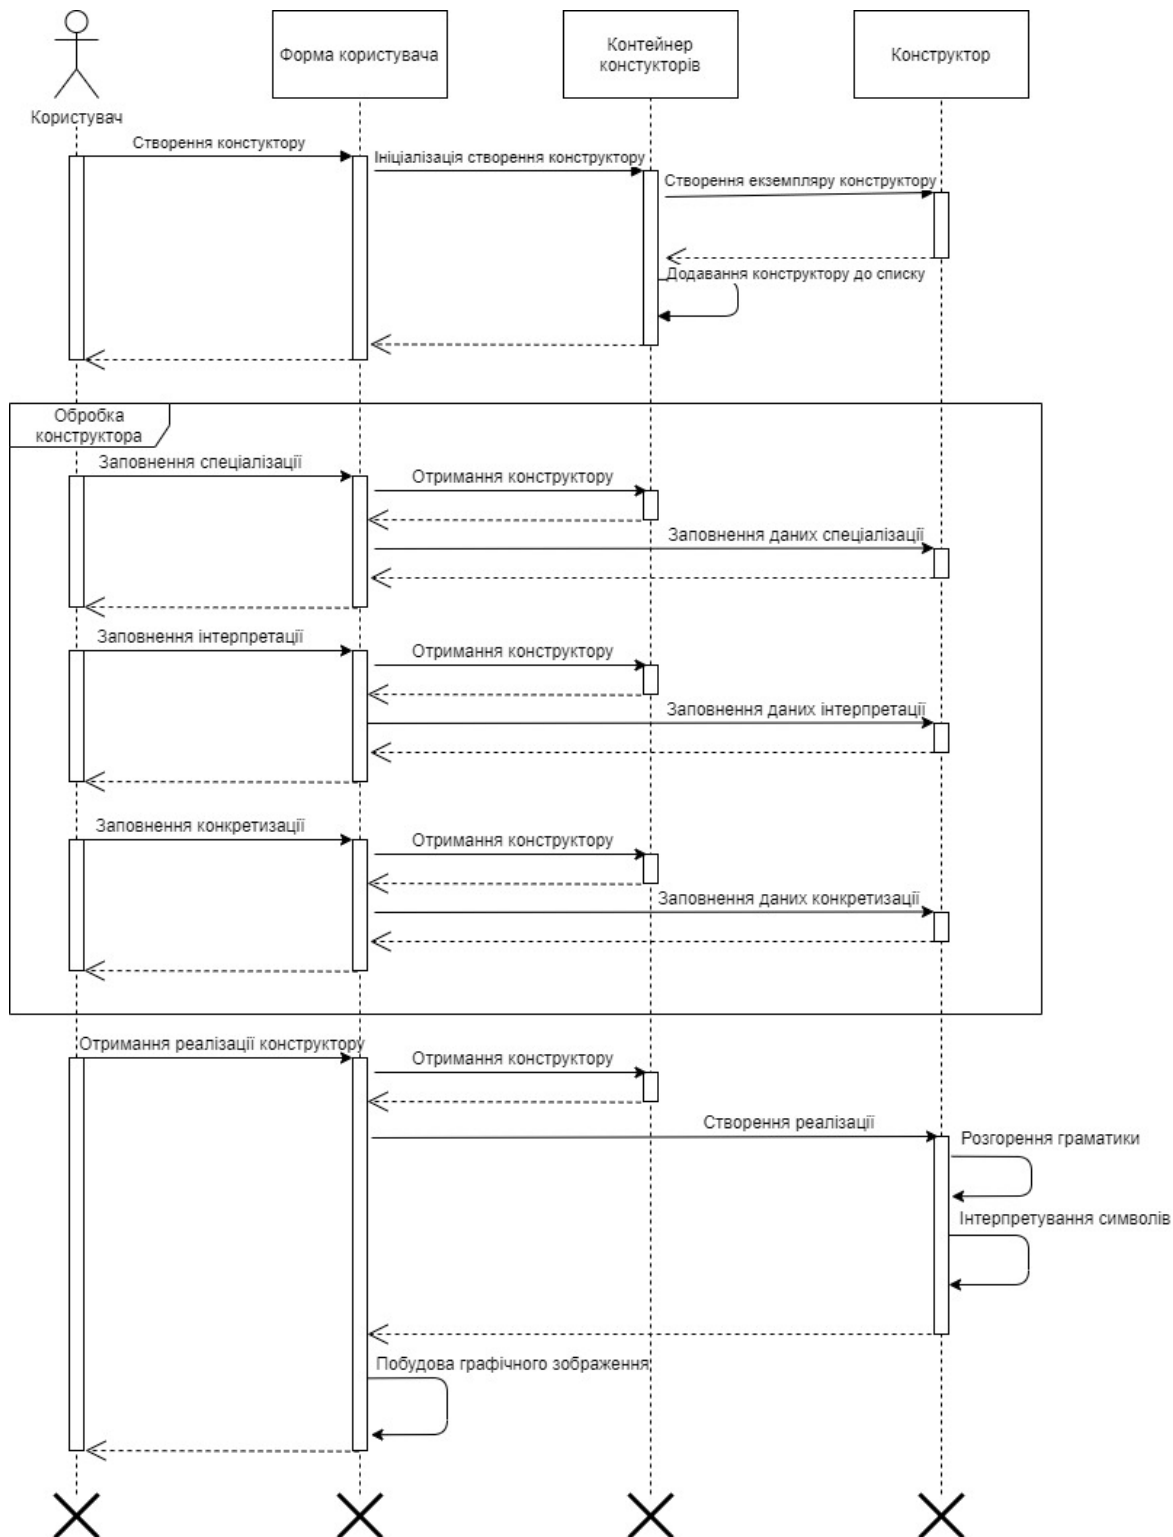 Форма користувача
Контейнер
констукторів
Конструктор
Користувач
Створення констуктору
Ініціалізація створення конструктору
Створення екземпляру конструктору
Додавання конструктору до списку
Обробка
конструктора
Заповнення спеціалізації
Отримання конструктору
Заповнення даних спеціалізації
Заповнення інтерпретації
Отримання конструктору
Заповнення даних інтерпретації
Заповнення конкретизації
Отримання конструктору
Заповнення даних конкретизації
Отримання реалізації конструктору
Отримання конструктору
Створення реалізації
Розгорення граматики
Інтерпретування символів
Побудова графічного зображення